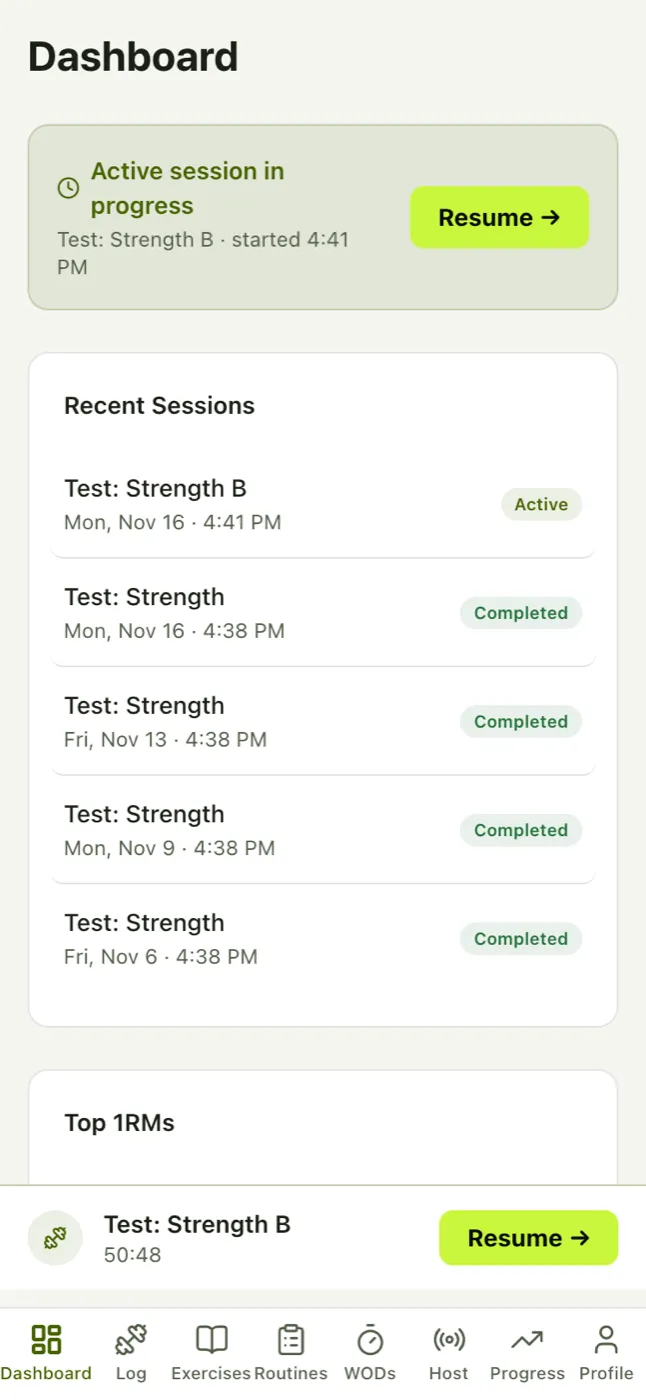 Dashboard
Active session in
progress
Test: Strength B · started 4:41
PM
Resume →
Recent Sessions
Test: Strength B
Mon, Nov 16 · 4:41 PM
Active
Test: Strength
Mon, Nov 16 · 4:38 PM
Completed
Test: Strength
Fri, Nov 13 · 4:38 PM
Completed
Test: Strength
Mon, Nov 9 · 4:38 PM
Completed
Test: Strength
Fri, Nov 6 · 4:38 PM
Completed
Top 1RMs
Test: Strength B
50:48
Resume →
Dashboard
Log
Exercises
Routines
WODs
Host
Progress
Profile